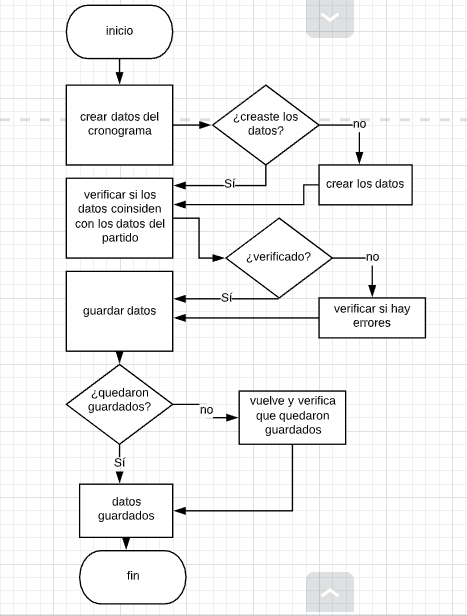 inicio
crear datos del
cronograma
¿creaste los
datos?
no
Sí
crear los datos
verificar si los
datos coinsiden
con los datos del
partido
¿verificado?
no
Sí
guardar datos
verificar si hay
errores
¿quedaron
guardados?
no
vuelve y verifica
que quedaron
guardados
Sí
datos
guardados
fin